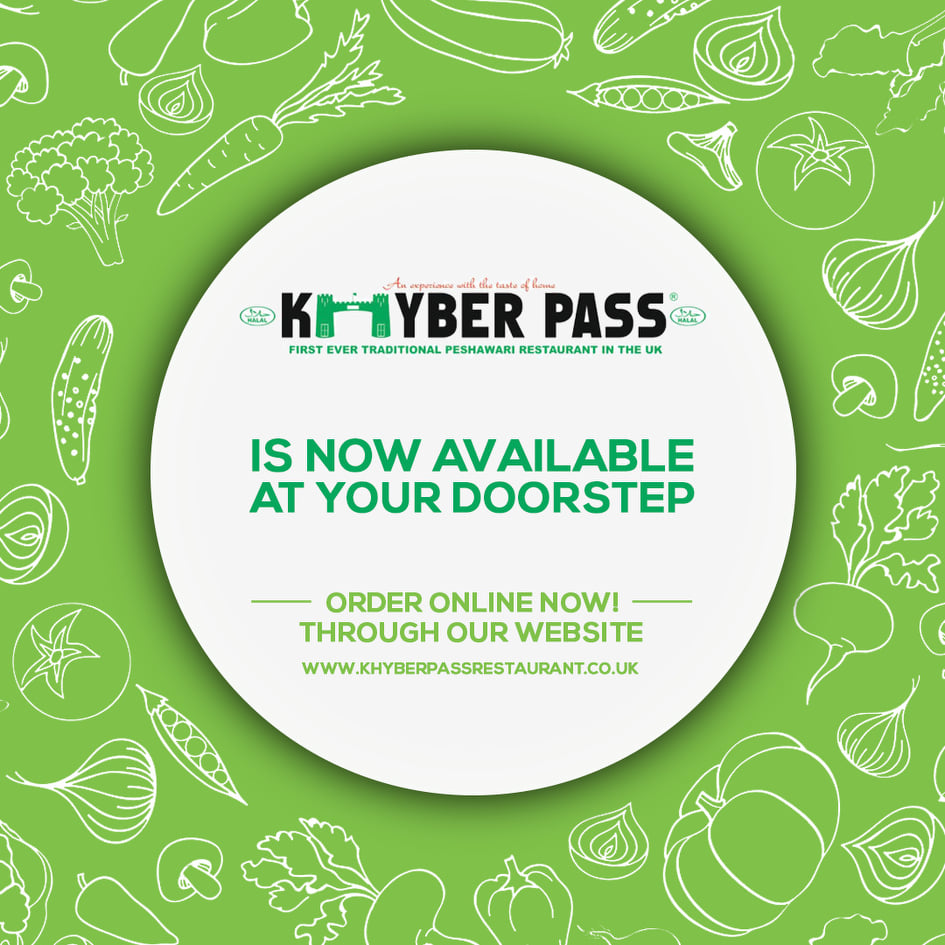 An experience with the taste of home
HALAL KHYBER PASS® HALAL
FIRST EVER TRADITIONAL PESHAWARI RESTAURANT IN THE UK
IS NOW AVAILABLE
AT YOUR DOORSTEP
ORDER ONLINE NOW!
THROUGH OUR WEBSITE
WWW.KHYBERPASSRESTAURANT.CO.UK